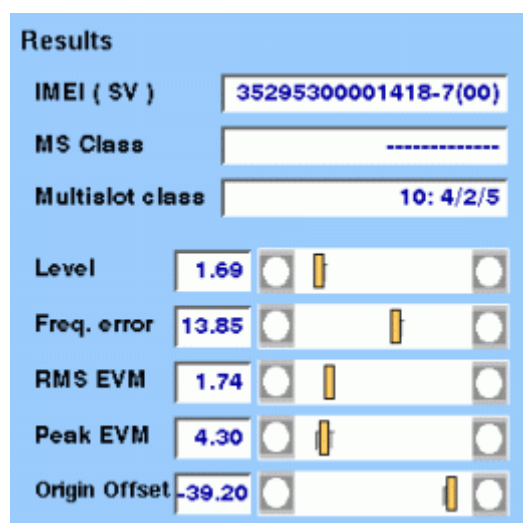 Results
IMEI ( SV ) 35295300001418-7(00)
MS Class -------------
Multislot class 10: 4/2/5
Level 1.69
Freq. error 13.85
RMS EVM 1.74
Peak EVM 4.30
Origin Offset -39.20